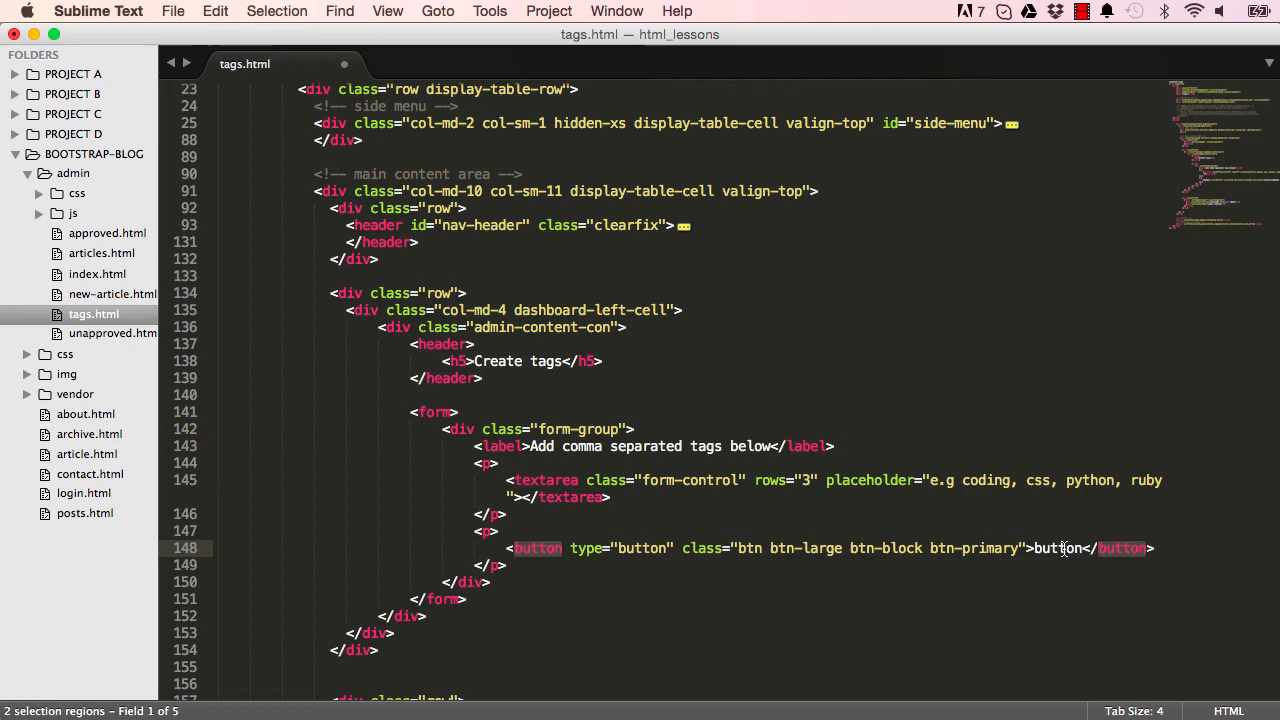 Sublime Text File Edit Selection Find View Goto Tools Project Window Help 7
tags.html — html_lessons
FOLDERS
PROJECT A
PROJECT B
PROJECT C
PROJECT D
BOOTSTRAP-BLOG
admin
css
js
approved.html
articles.html
index.html
new-article.html
tags.html
unapproved.htm
css
img
vendor
about.html
archive.html
article.html
contact.html
login.html
posts.html
tags.html
23 <div class="row display-table-row">
24 <!-- side menu -->
25 <div class="col-md-2 col-sm-1 hidden-xs display-table-cell valign-top" id="side-menu">
88 </div>
89
90 <!-- main content area -->
91 <div class="col-md-10 col-sm-11 display-table-cell valign-top">
92 <div class="row">
93 <header id="nav-header" class="clearfix">
131 </header>
132 </div>
133
134 <div class="row">
135 <div class="col-md-4 dashboard-left-cell">
136 <div class="admin-content-con">
137 <header>
138 <h5>Create tags</h5>
139 </header>
140
141 <form>
142 <div class="form-group">
143 <label>Add comma separated tags below</label>
144 <p>
145 <textarea class="form-control" rows="3" placeholder="e.g coding, css, python, ruby
"></textarea>
146 </p>
147 <p>
148 <button type="button" class="btn btn-large btn-block btn-primary">button</button>
149 </p>
150 </div>
151 </form>
152 </div>
153 </div>
154 </div>
155
156
157 <div class="row">
2 selection regions - Field 1 of 5 Tab Size: 4 HTML